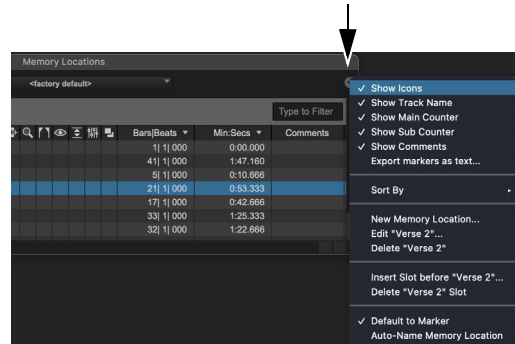 Memory Locations
<factory default>
Type to Filter
Bars|Beats Min:Secs Comments
1| 1| 000 0:00.000
41| 1| 000 1:47.160
5| 1| 000 0:10.666
21| 1| 000 0:53.333
17| 1| 000 0:42.666
33| 1| 000 1:25.333
32| 1| 000 1:22.666
✓ Show Icons
✓ Show Track Name
✓ Show Main Counter
✓ Show Sub Counter
✓ Show Comments
Export markers as text...
Sort By
New Memory Location...
Edit "Verse 2"...
Delete "Verse 2"
Insert Slot before "Verse 2"...
Delete "Verse 2" Slot
✓ Default to Marker
Auto-Name Memory Location